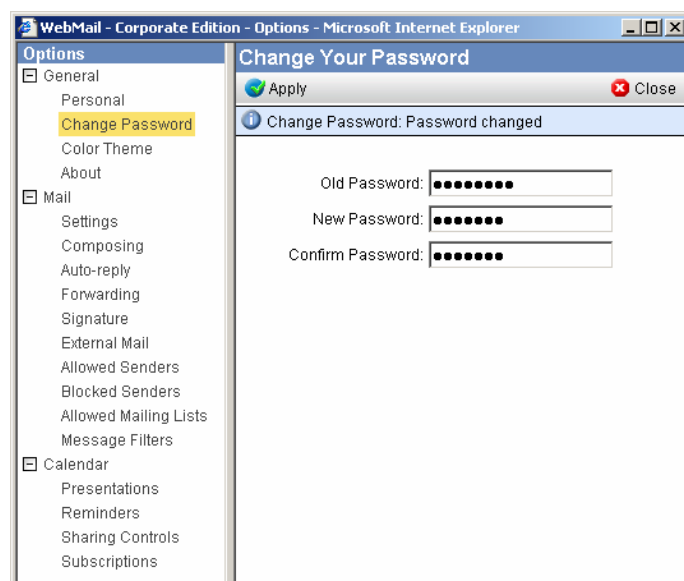 WebMail - Corporate Edition - Options - Microsoft Internet Explorer
Options
General
Personal
Change Password
Color Theme
About
Mail
Settings
Composing
Auto-reply
Forwarding
Signature
External Mail
Allowed Senders
Blocked Senders
Allowed Mailing Lists
Message Filters
Calendar
Presentations
Reminders
Sharing Controls
Subscriptions
Change Your Password
Apply Close
Change Password: Password changed
Old Password: ●●●●●●●●
New Password: ●●●●●●●
Confirm Password: ●●●●●●●